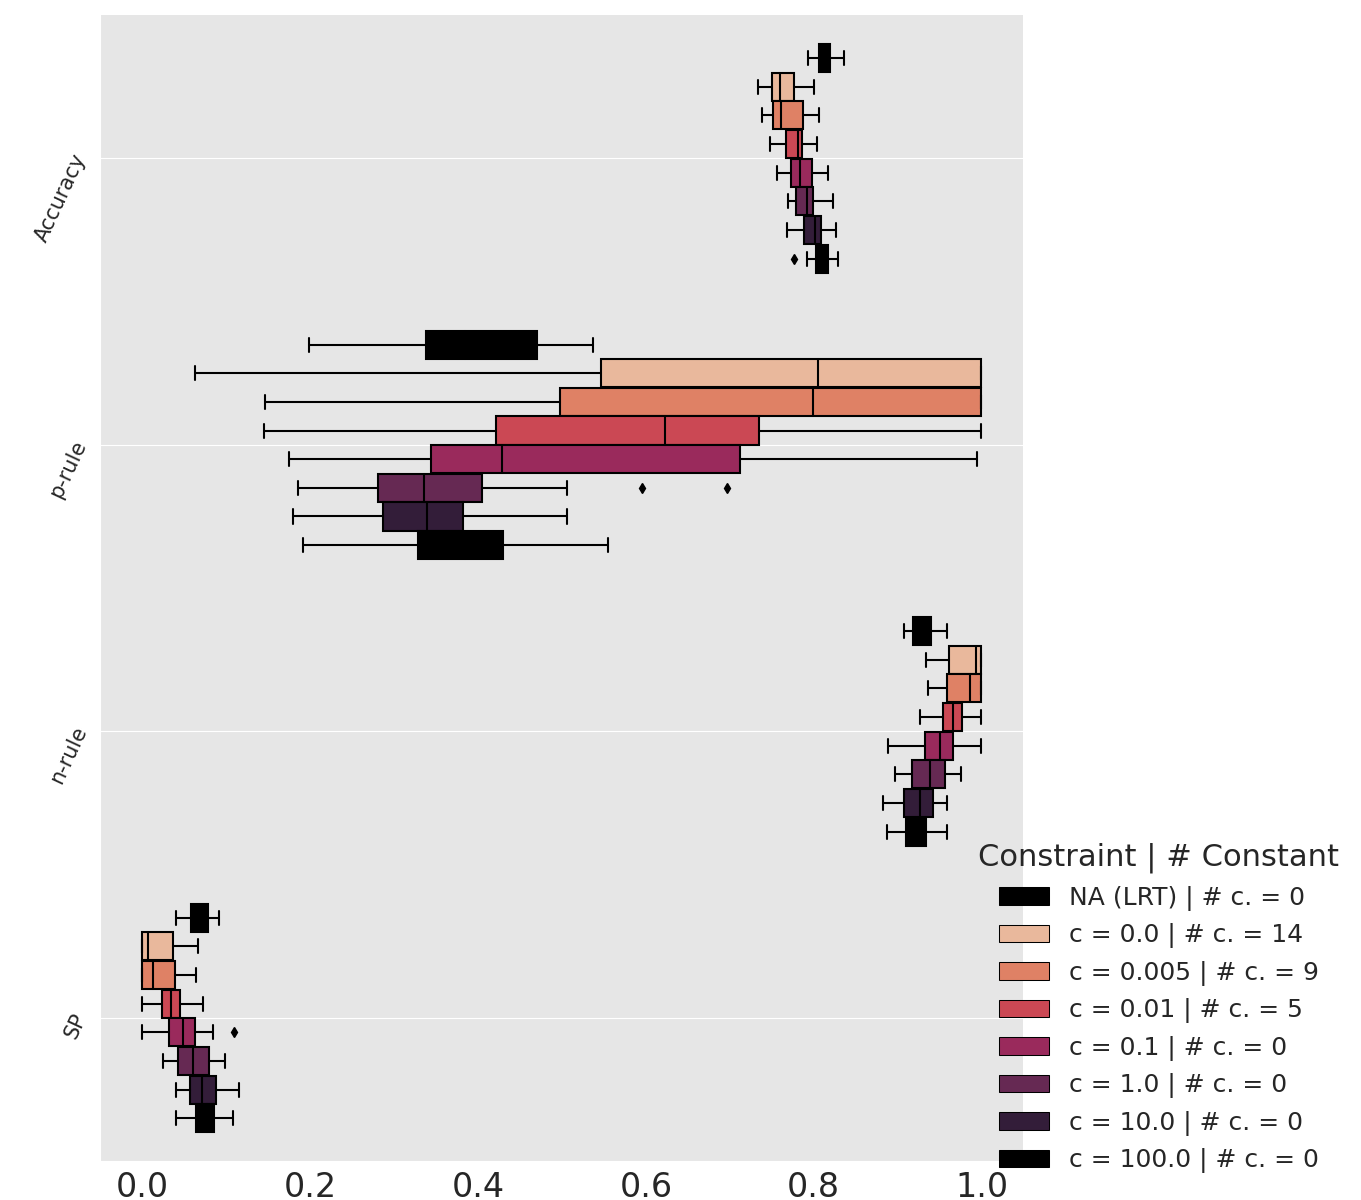 Accuracy
p-rule
n-rule
SP
Constraint | # Constant
NA (LRT) | # c. = 0
c = 0.0 | # c. = 14
c = 0.005 | # c. = 9
c = 0.01 | # c. = 5
c = 0.1 | # c. = 0
c = 1.0 | # c. = 0
c = 10.0 | # c. = 0
c = 100.0 | # c. = 0
0.0 0.2 0.4 0.6 0.8 1.0